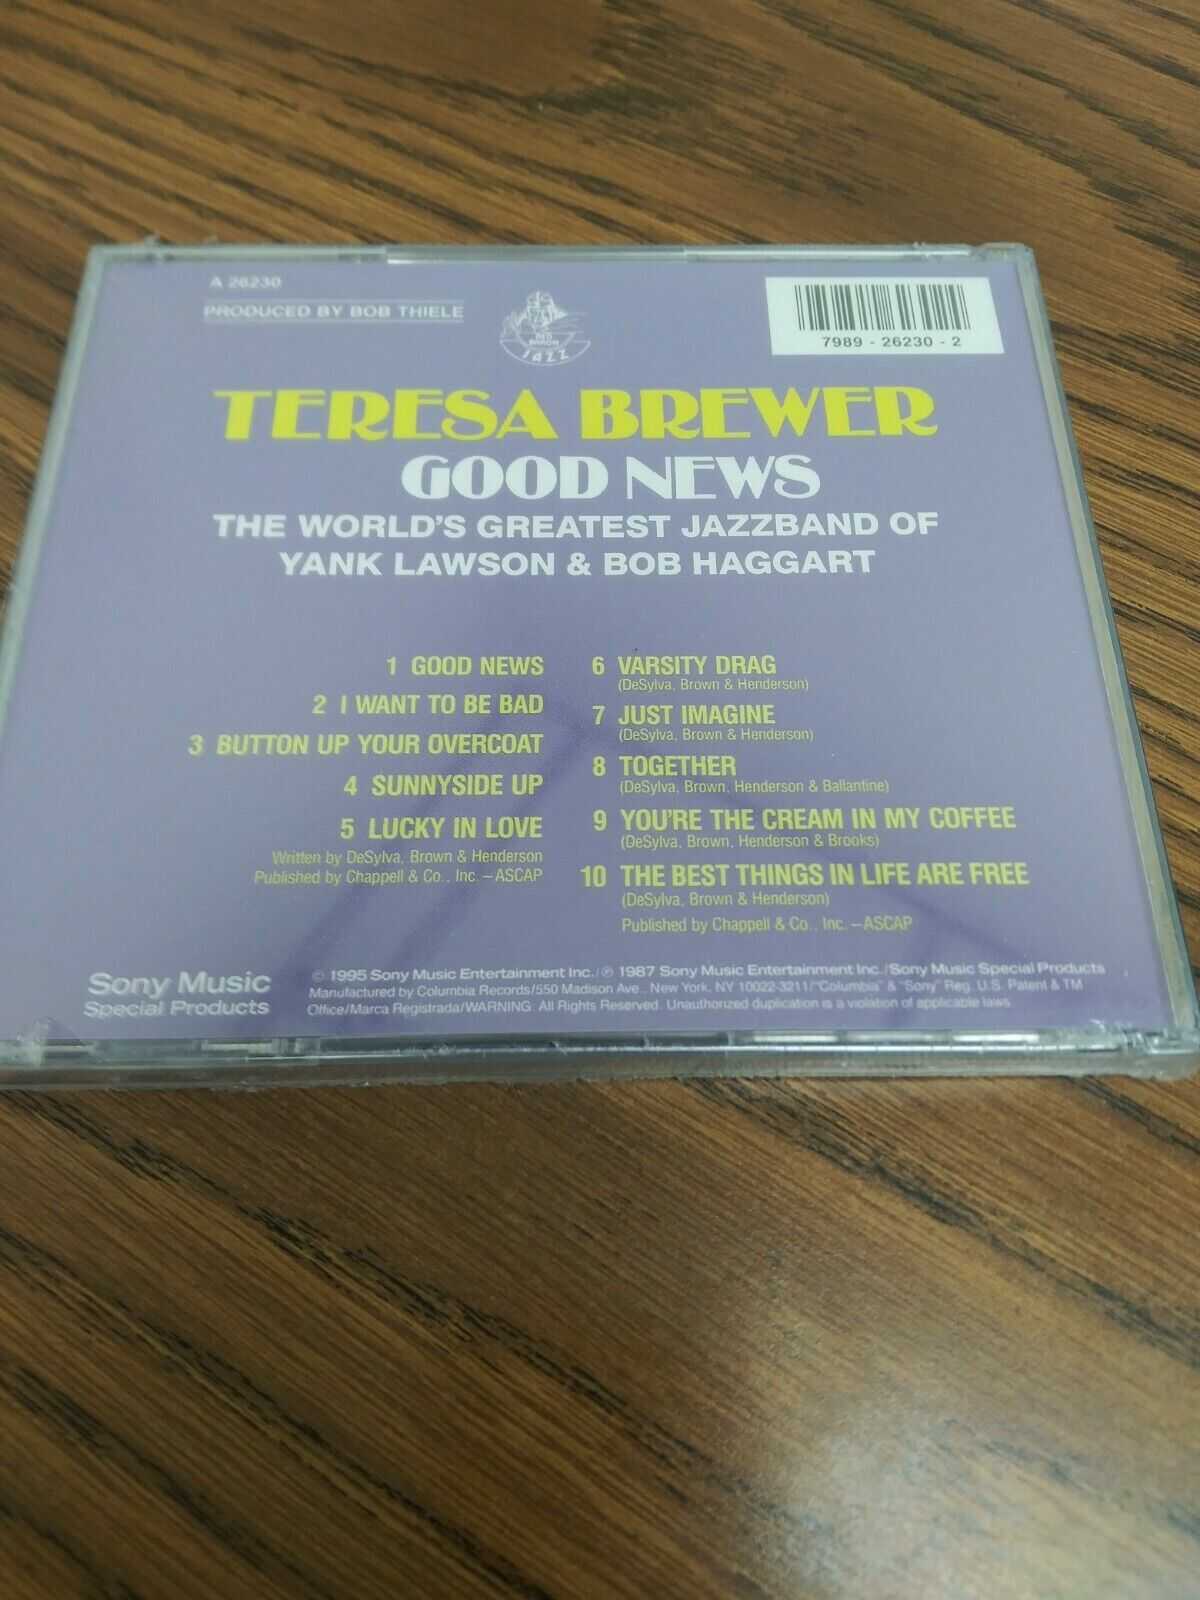 A 26230
PRODUCED BY BOB THIELE
RED BARON
JAZZ
7989 - 26230 - 2
TERESA BREWER
GOOD NEWS
THE WORLD'S GREATEST JAZZBAND OF
YANK LAWSON & BOB HAGGART
1 GOOD NEWS
2 I WANT TO BE BAD
3 BUTTON UP YOUR OVERCOAT
4 SUNNYSIDE UP
5 LUCKY IN LOVE
Written by DeSylva, Brown & Henderson
Published by Chappell & Co., Inc. – ASCAP
6 VARSITY DRAG
(DeSylva, Brown & Henderson)
7 JUST IMAGINE
(DeSylva, Brown & Henderson)
8 TOGETHER
(DeSylva, Brown, Henderson & Ballantine)
9 YOU'RE THE CREAM IN MY COFFEE
(DeSylva, Brown, Henderson & Brooks)
10 THE BEST THINGS IN LIFE ARE FREE
(DeSylva, Brown & Henderson)
Published by Chappell & Co., Inc. – ASCAP
Sony Music
Special Products
© 1995 Sony Music Entertainment Inc./℗ 1987 Sony Music Entertainment Inc./Sony Music Special Products
Manufactured by Columbia Records/550 Madison Ave., New York, NY 10022-3211/"Columbia" & "Sony" Reg. U.S. Patent & TM
Office/Marca Registrada/WARNING: All Rights Reserved. Unauthorized duplication is a violation of applicable laws.